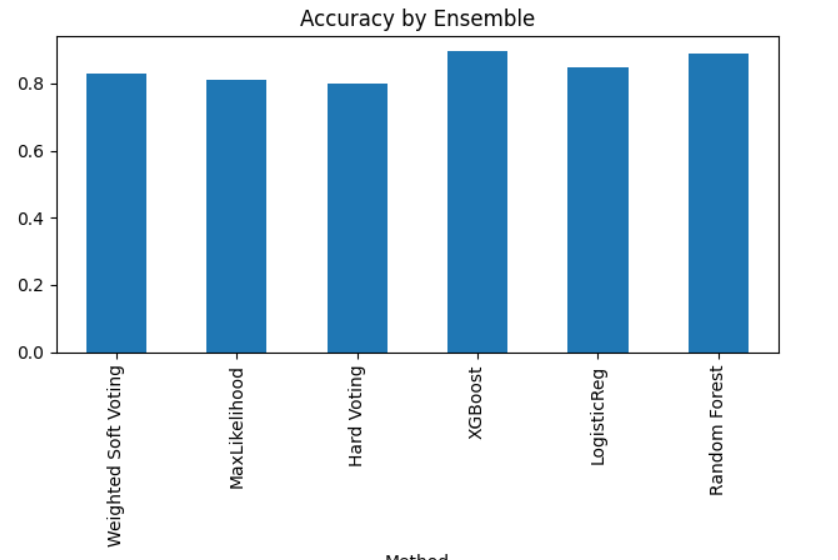 Accuracy by Ensemble
0.8
0.6
0.4
0.2
0.0
Weighted Soft Voting
MaxLikelihood
Hard Voting
XGBoost
LogisticReg
Random Forest
Method